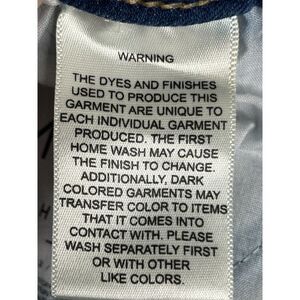 WARNING
THE DYES AND FINISHES
USED TO PRODUCE THIS
GARMENT ARE UNIQUE TO
EACH INDIVIDUAL GARMENT
PRODUCED. THE FIRST
HOME WASH MAY CAUSE
THE FINISH TO CHANGE.
ADDITIONALLY, DARK
COLORED GARMENTS MAY
TRANSFER COLOR TO ITEMS
THAT IT COMES INTO
CONTACT WITH. PLEASE
WASH SEPARATELY FIRST
OR WITH OTHER
LIKE COLORS.